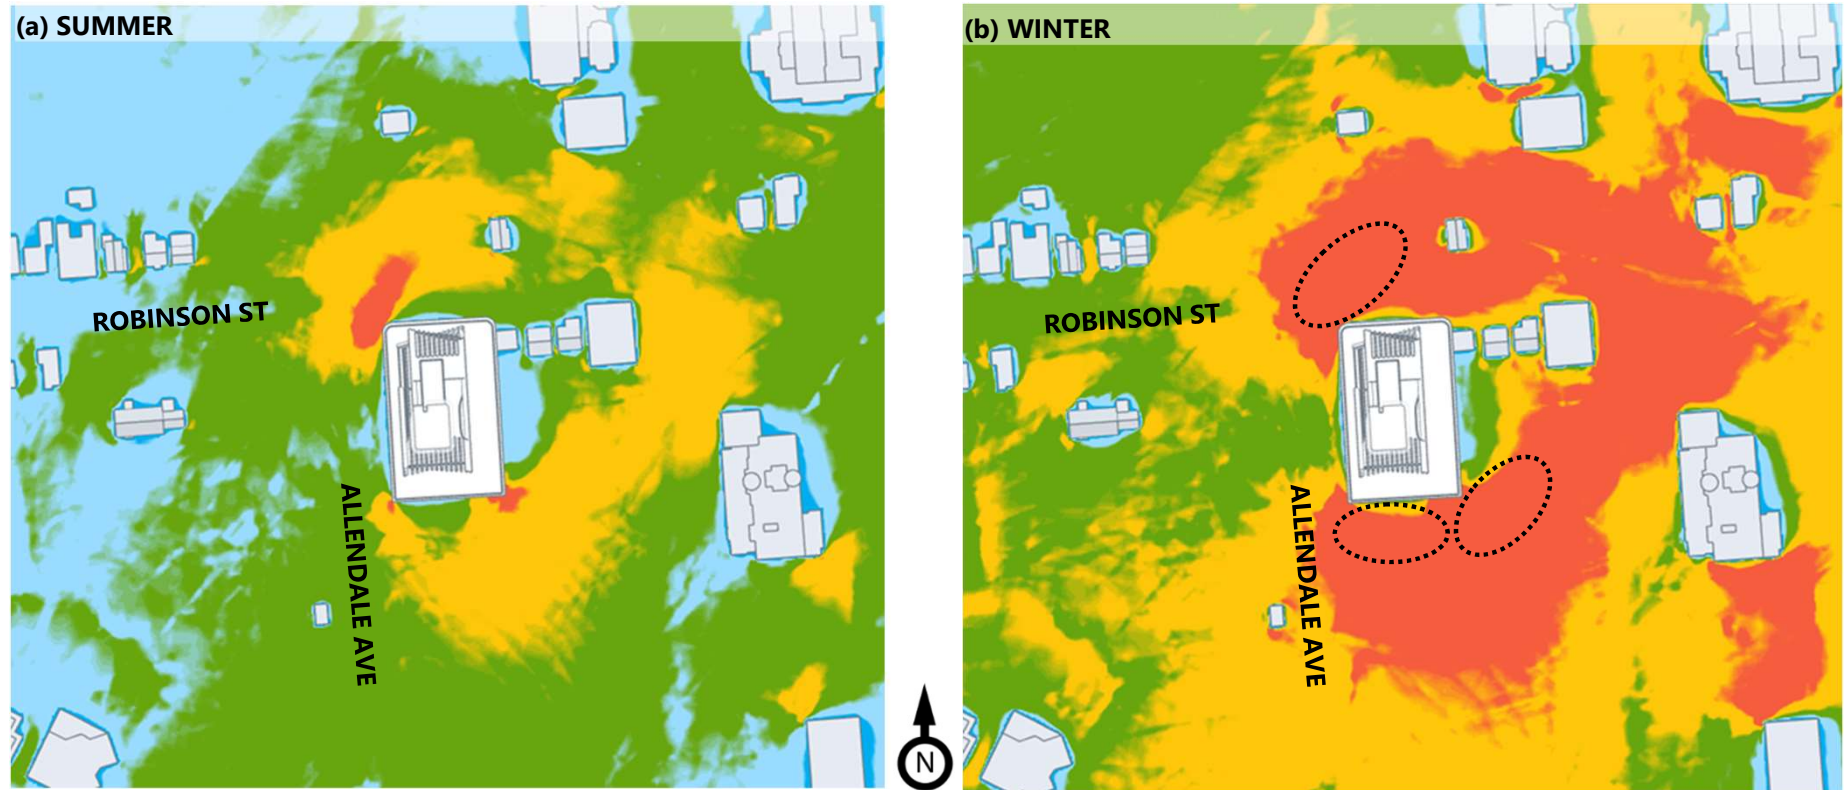 (a) SUMMER
ROBINSON ST
ALLENDALE AVE
N
(b) WINTER
ROBINSON ST
ALLENDALE AVE